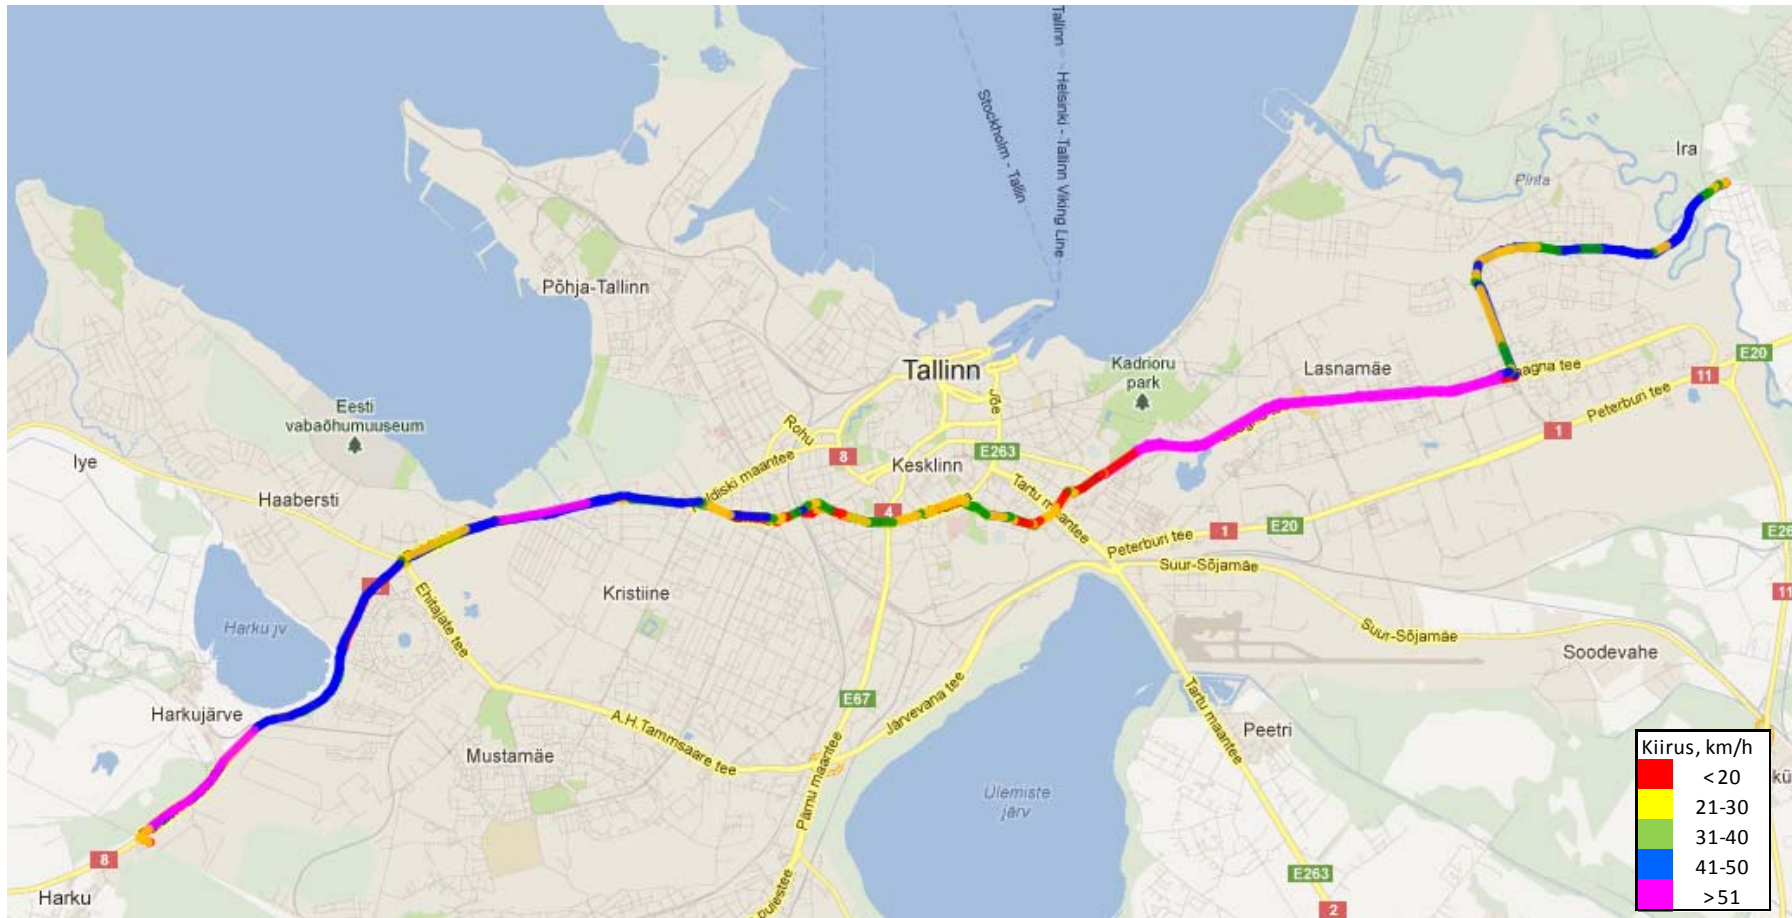 Tallinn
Helsinki - Tallinn Viking Line
Stockholm - Tallin
Ira
Pirita
Põhja-Tallinn
Tallinn
Jõe
Kadrioru
park
Lasnamäe
E20
11
Peterburi tee
1
Eesti
vabaõhumuuseum
Rohu
8
Kesklinn
E263
Tartu maantee
Iye
Haabersti
4
1
E20
Peterburi tee
Suur-Sõjamäe
Suur-Sõjamäe
11
Soodevahe
Kristiine
Ehitajate tee
Harku jv
Harkujärve
E67
Järvevana tee
A.H.Tammsaare tee
Mustamäe
Pärnu maantee
Tartu maantee
Peetri
Ülemiste
järv
8
Harku
E263
2
Kiirus, km/h
<20
21-30
31-40
41-50
>51